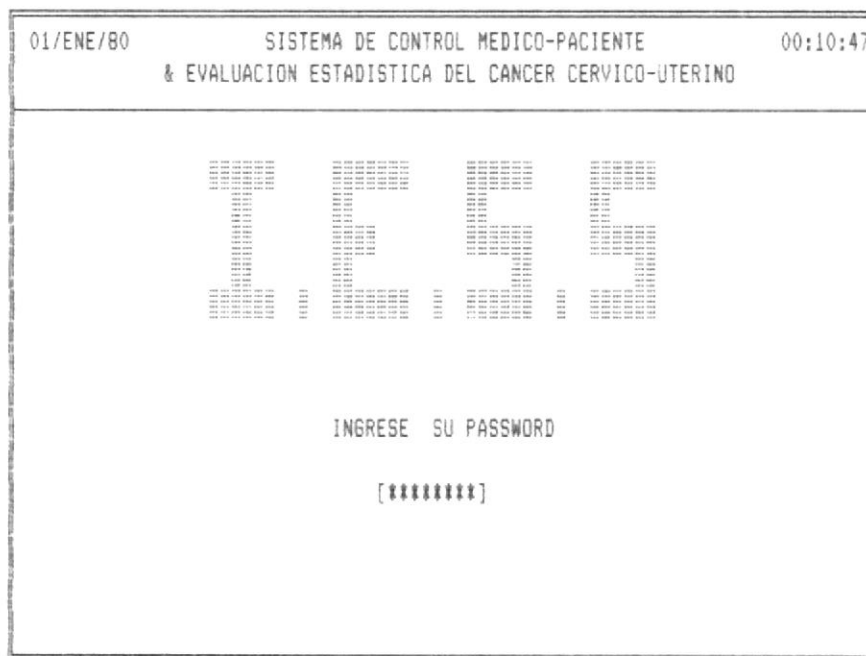 01/ENE/80 SISTEMA DE CONTROL MEDICO-PACIENTE 00:10:47
& EVALUACION ESTADISTICA DEL CANCER CERVICO-UTERINO
I.E.S.S
INGRESE SU PASSWORD
[********]